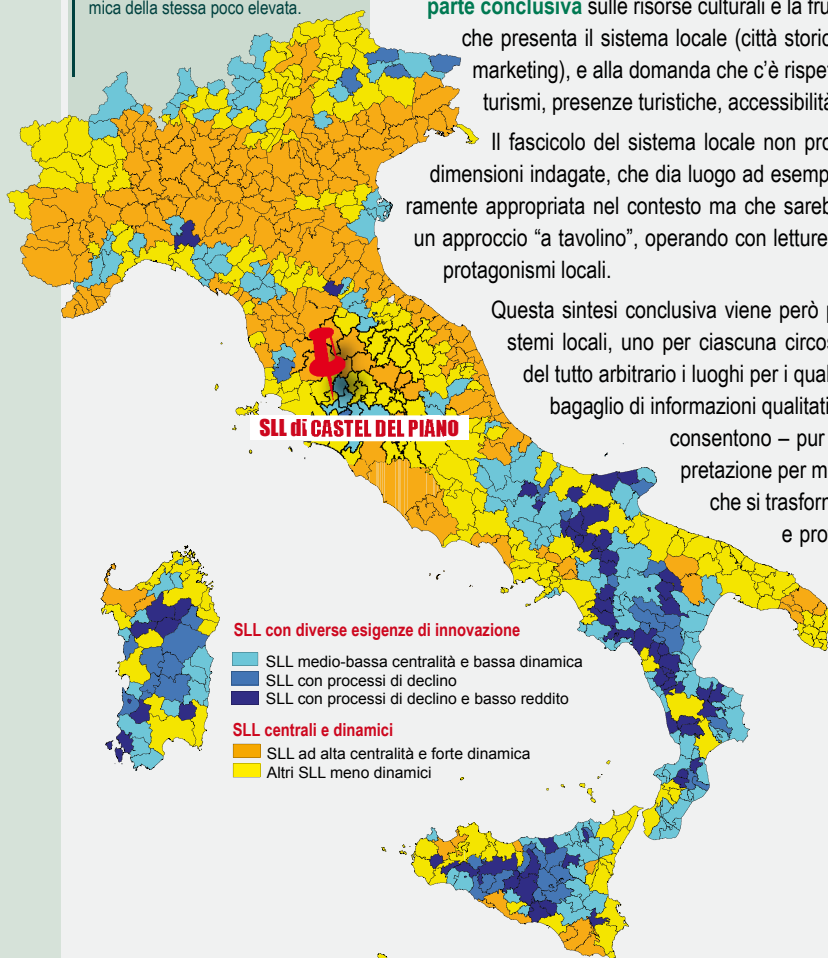 mica della stessa poco elevata.
parte conclusiva sulle risorse culturali e la fru
che presenta il sistema locale (città storic
marketing), e alla domanda che c'è rispe
turismi, presenze turistiche, accessibilità
Il fascicolo del sistema locale non pro
dimensioni indagate, che dia luogo ad esemp
ramente appropriata nel contesto ma che sareb
un approccio “a tavolino”, operando con letture
protagonismi locali.
Questa sintesi conclusiva viene però p
stemi locali, uno per ciascuna circos
del tutto arbitrario i luoghi per i qual
bagaglio di informazioni qualitati
consentono – pur
pretazione per m
che si trasforn
e pro
SLL di CASTEL DEL PIANO
SLL con diverse esigenze di innovazione
SLL medio-bassa centralità e bassa dinamica
SLL con processi di declino
SLL con processi di declino e basso reddito
SLL centrali e dinamici
SLL ad alta centralità e forte dinamica
Altri SLL meno dinamici